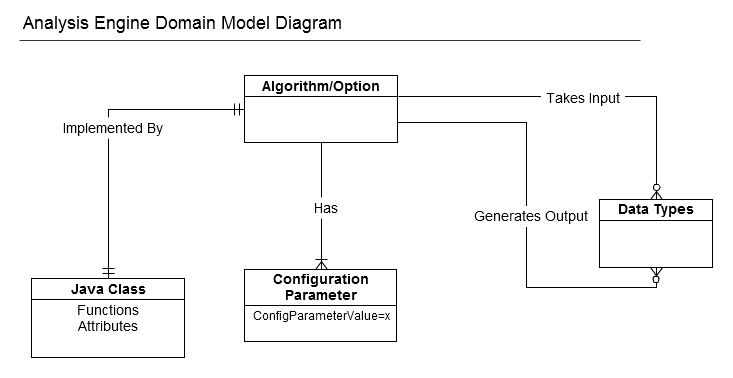 Analysis Engine Domain Model Diagram
Algorithm/Option
Takes Input
Implemented By
Has
Generates Output
Data Types
Java Class
Functions
Attributes
Configuration
Parameter
ConfigParameterValue=x